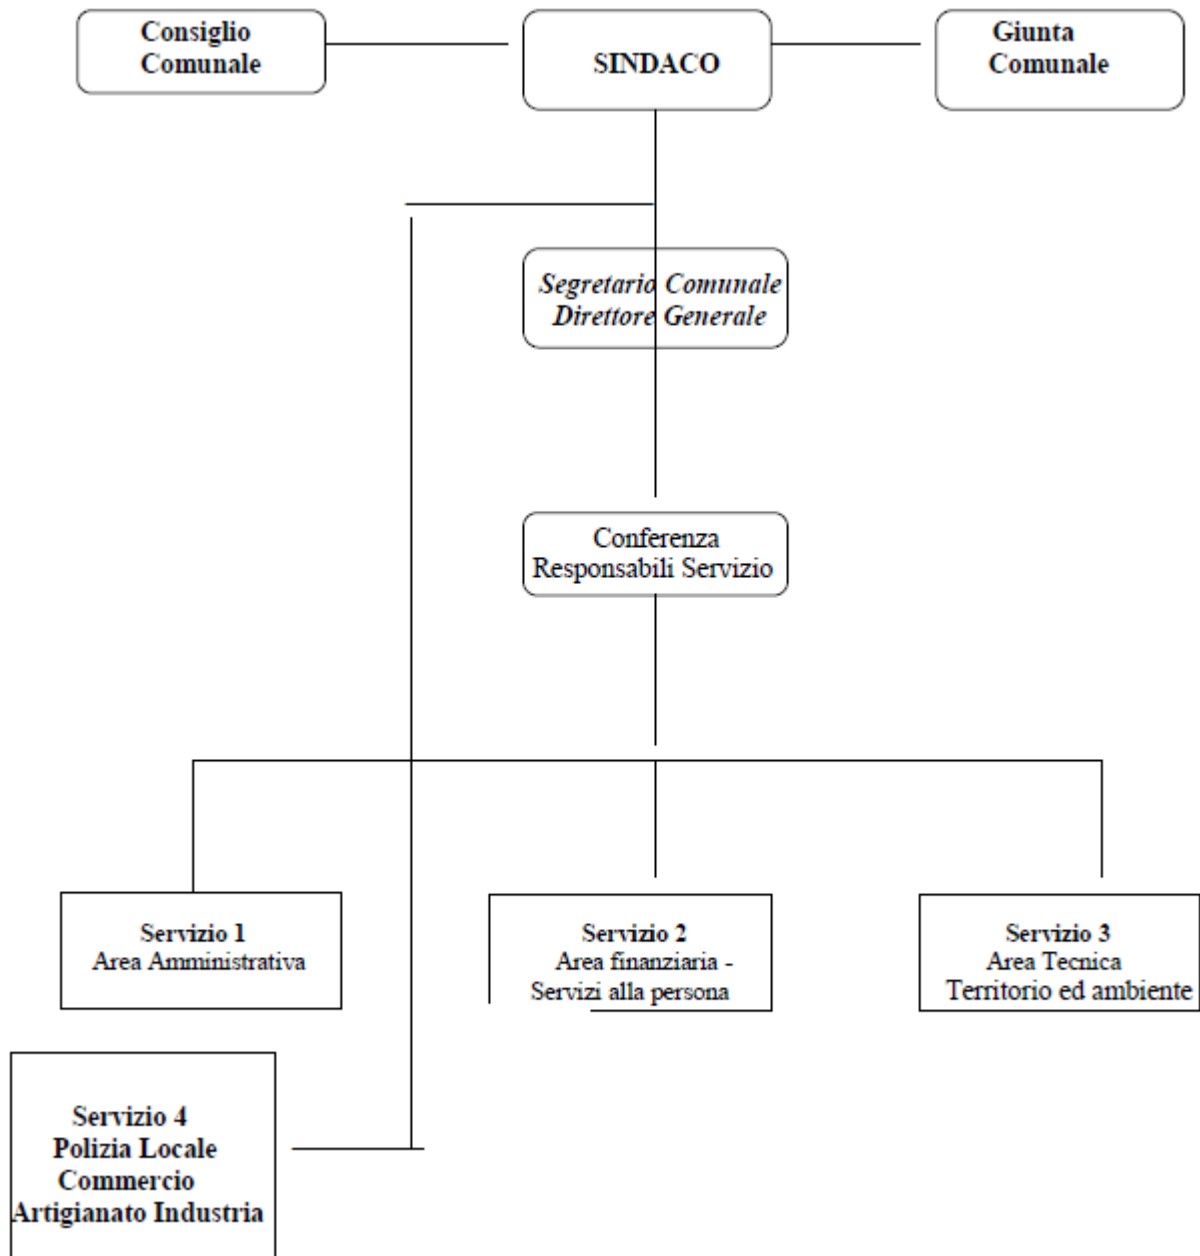 Consiglio
Comunale
SINDACO
Giunta
Comunale
Segretario Comunale
Direttore Generale
Conferenza
Responsabili Servizio
Servizio 1
Area Amministrativa
Servizio 2
Area finanziaria -
Servizi alla persona
Servizio 3
Area Tecnica
Territorio ed ambiente
Servizio 4
Polizia Locale
Commercio
Artigianato Industria